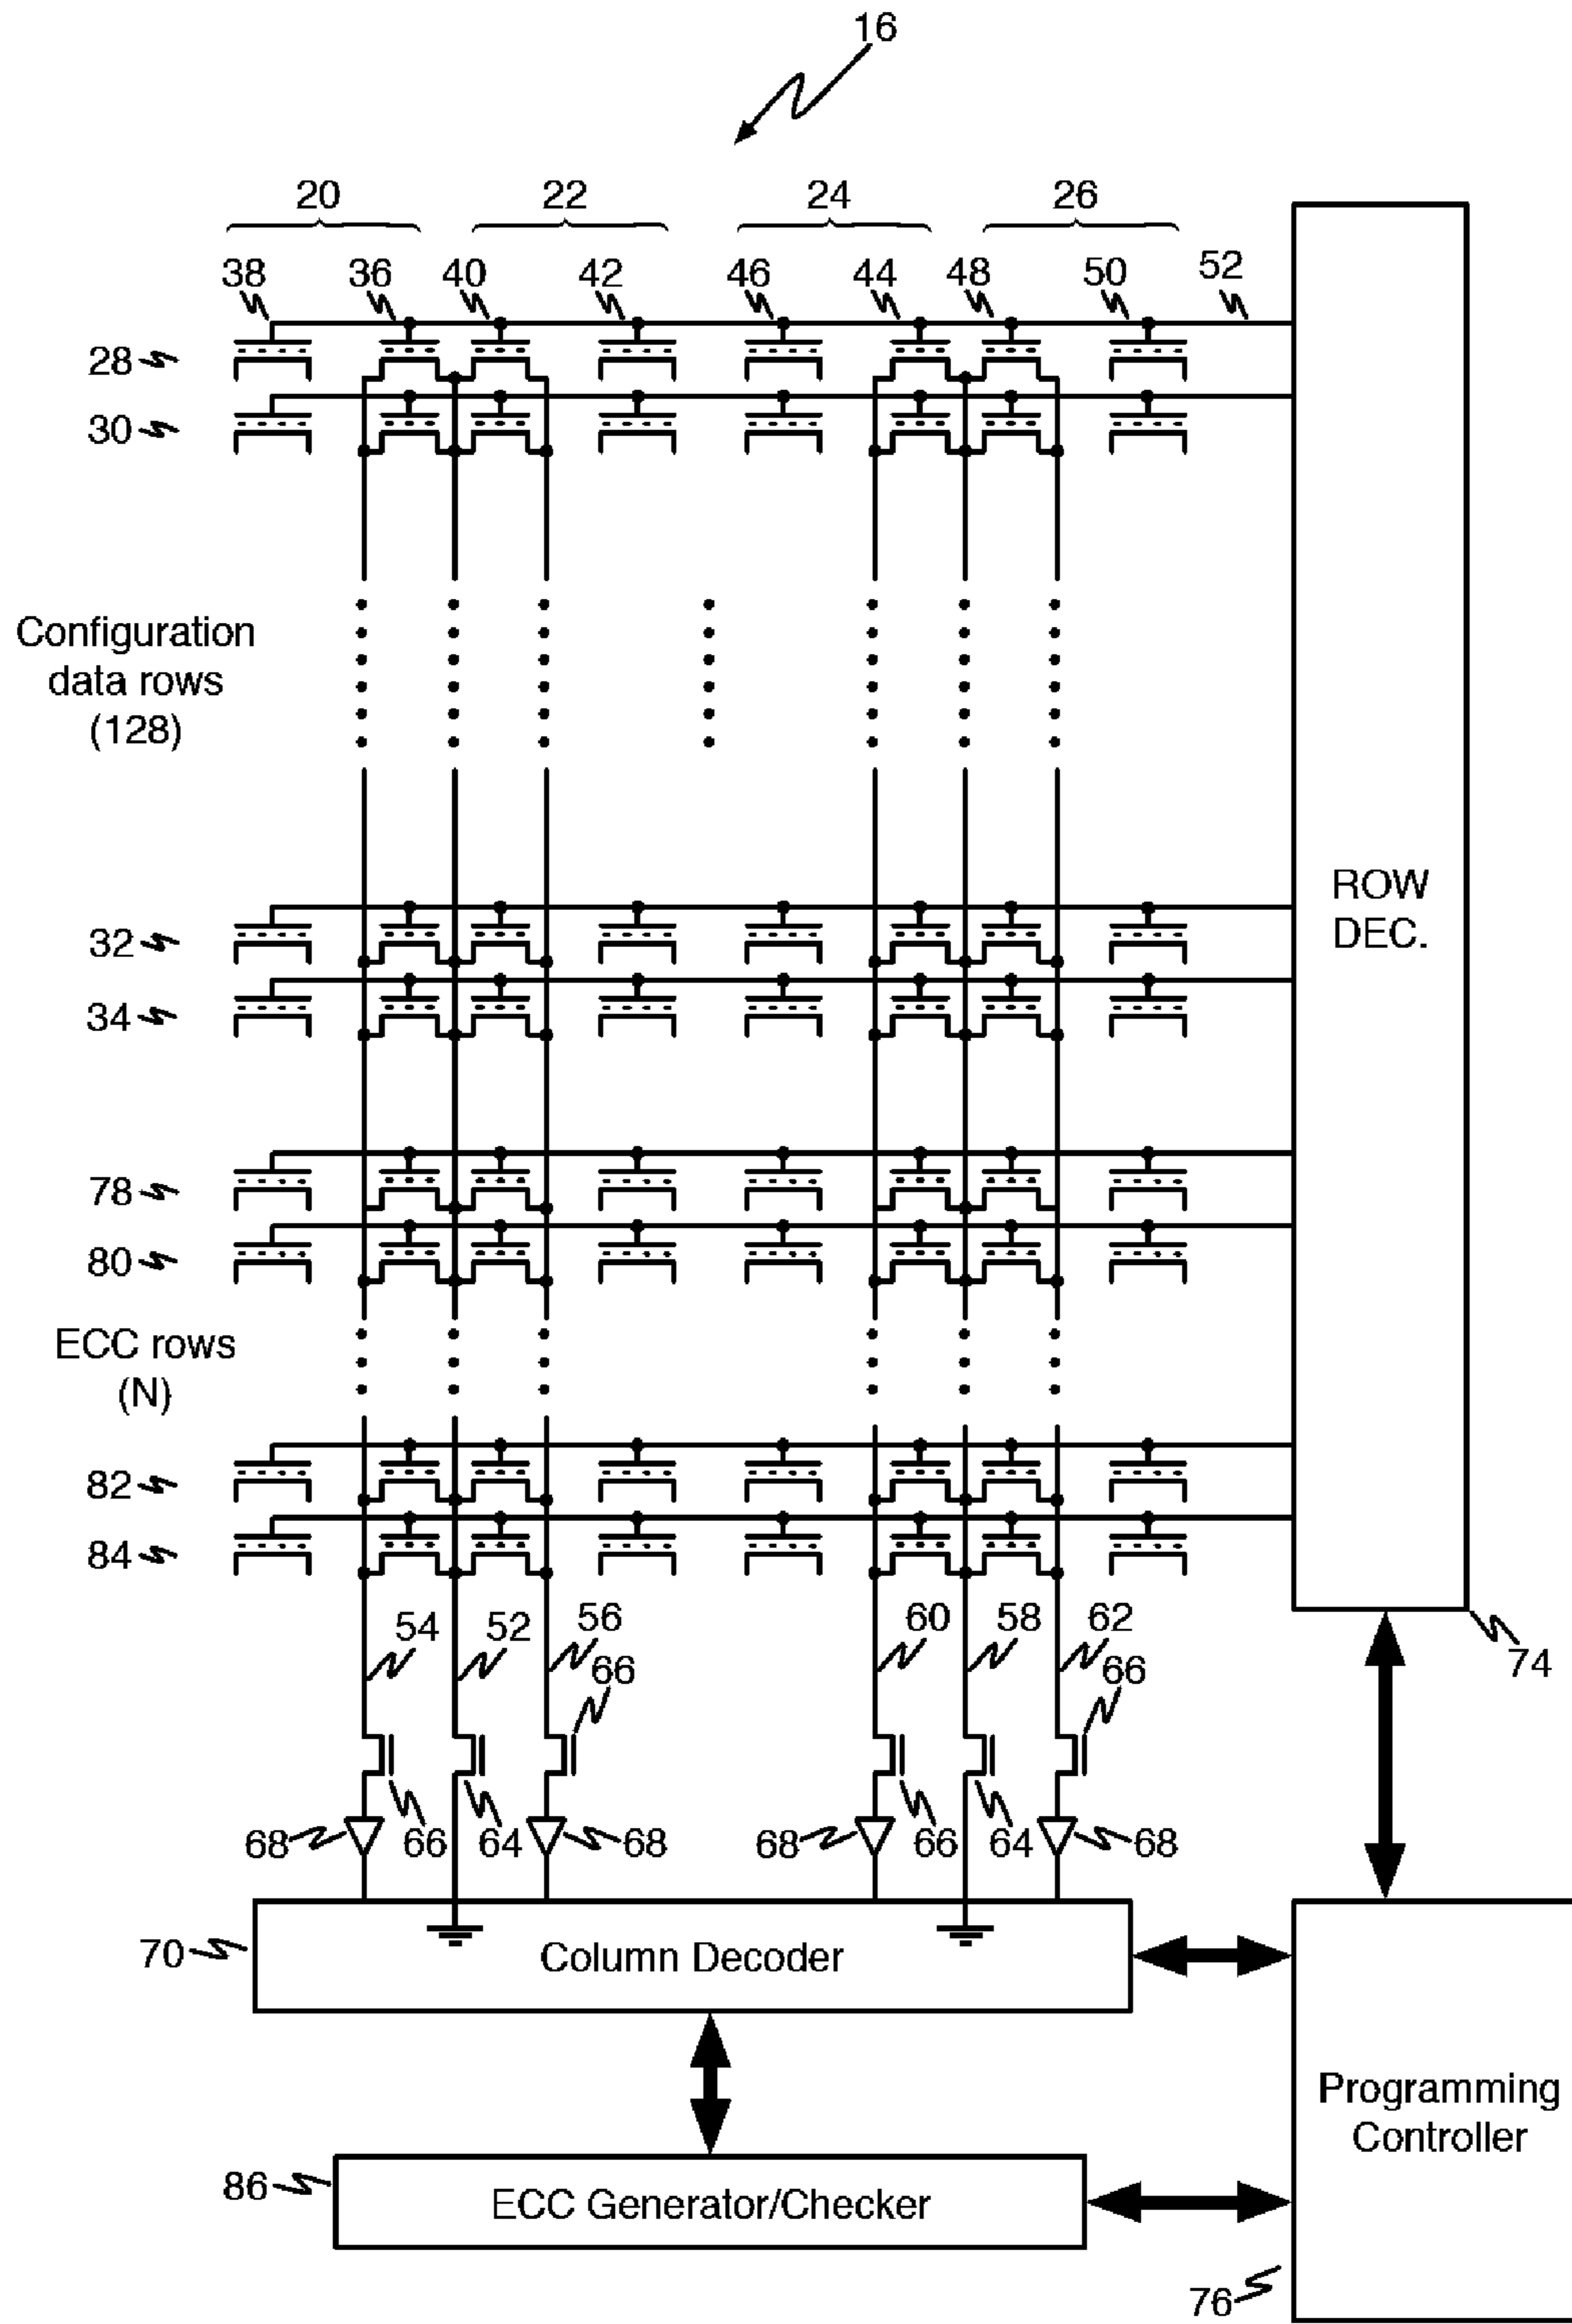 16
20 22 24 26
38 36 40 42 46 44 48 50 52
28
30
Configuration
data rows
(128)
ROW
DEC.
32
34
78
80
ECC rows
(N)
82
84
54 52 56 60 58 62
66 66
74
68 66 64 68 68 66 64 68
70 Column Decoder
Programming
Controller
86 ECC Generator/Checker
76